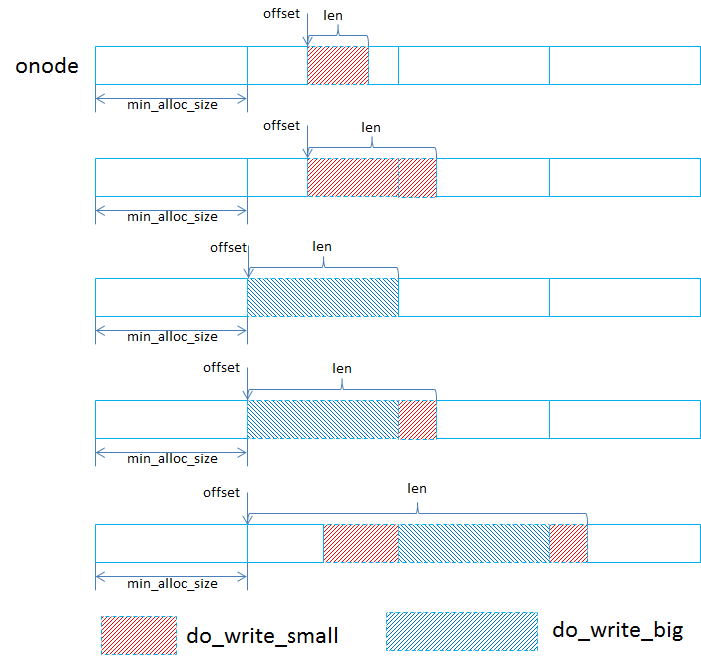 offset len
onode
min_alloc_size
offset len
min_alloc_size
offset len
min_alloc_size
offset len
min_alloc_size
offset len
min_alloc_size
do_write_small do_write_big